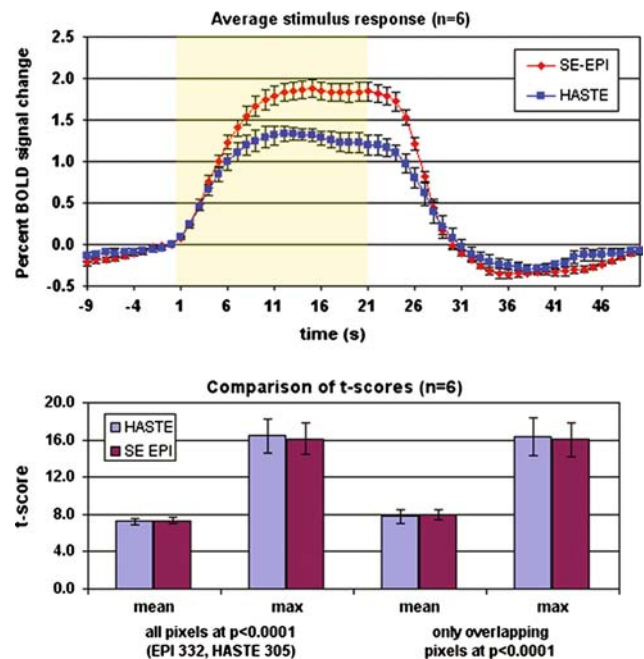 Average stimulus response (n=6)
Percent BOLD signal change
2.5
2.0
1.5
1.0
0.5
0.0
-0.5
SE-EPI
HASTE
-9 -4 1 6 11 16 21 26 31 36 41 46
time (s)
Comparison of t-scores (n=6)
t-score
20.0
16.0
12.0
8.0
4.0
0.0
HASTE
SE EPI
mean max mean max
all pixels at p<0.0001 only overlapping
(EPI 332, HASTE 305) pixels at p<0.0001